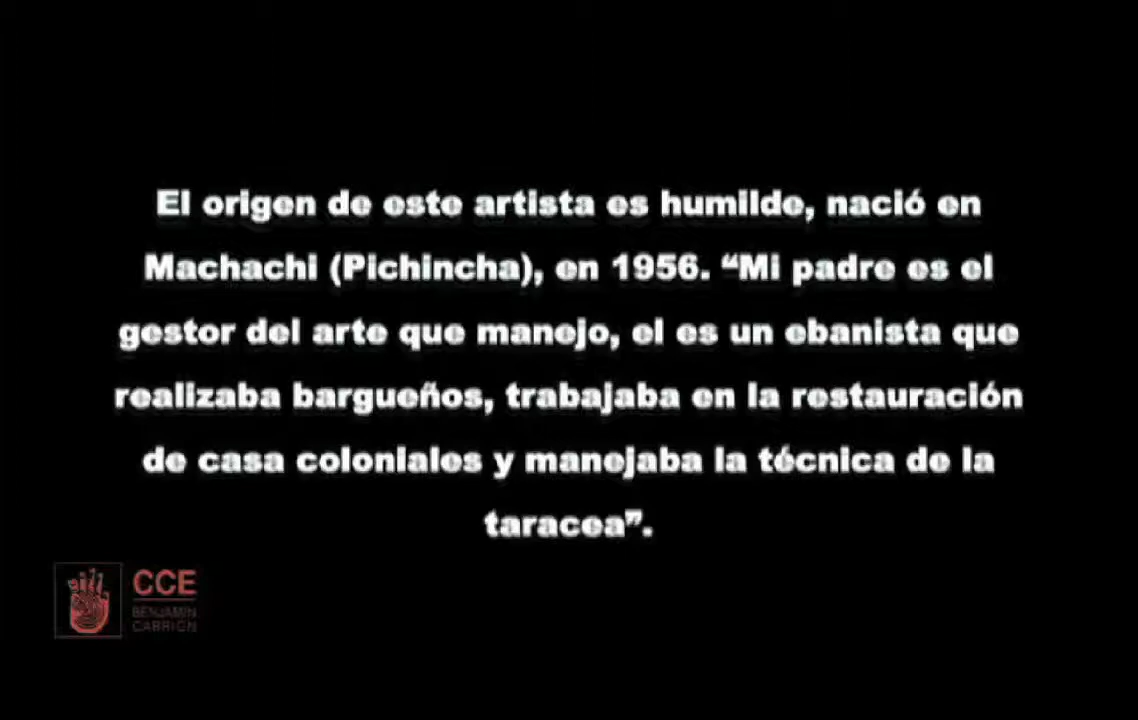 El origen de este artista es humilde, nació en
Machachi (Pichincha), en 1956. “Mi padre es el
gestor del arte que manejo, el es un ebanista que
realizaba bargueños, trabajaba en la restauración
de casa coloniales y manejaba la técnica de la
taracea”.
CCE
BENJAMIN
CARRION